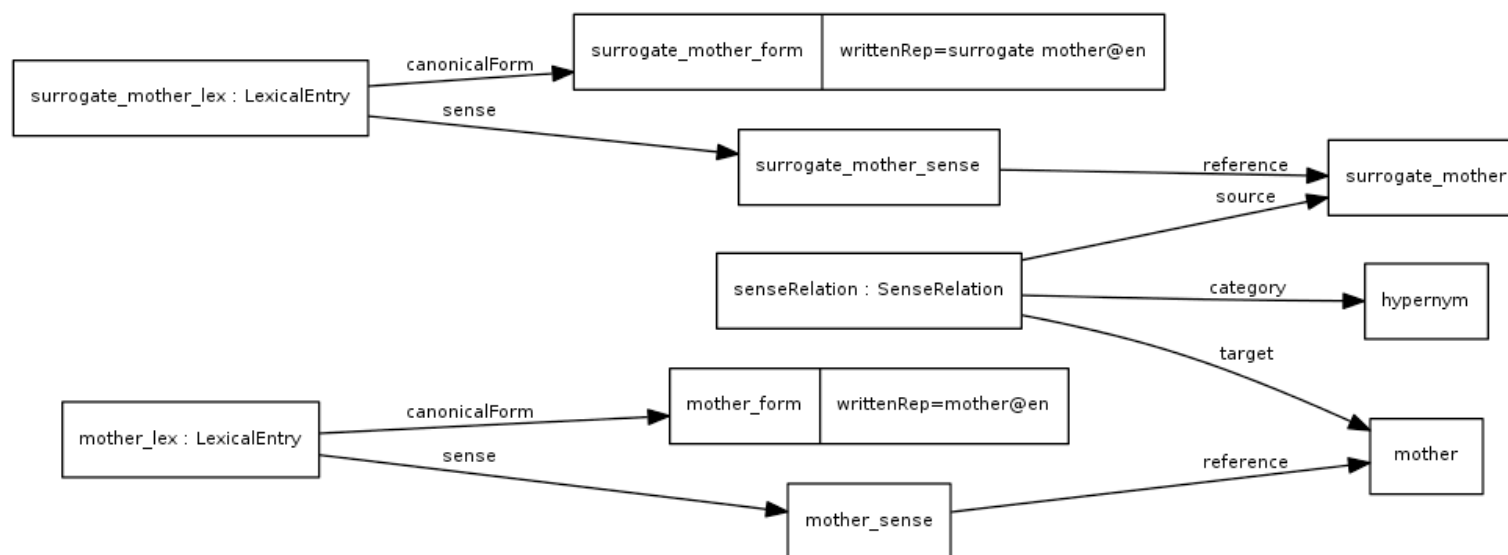 surrogate_mother_form
writtenRep=surrogate mother@en
canonicalForm
surrogate_mother_lex : LexicalEntry
sense
surrogate_mother_sense
reference
surrogate_mother
source
senseRelation : SenseRelation
category
hypernym
target
mother_form
writtenRep=mother@en
canonicalForm
mother_lex : LexicalEntry
sense
reference
mother
mother_sense